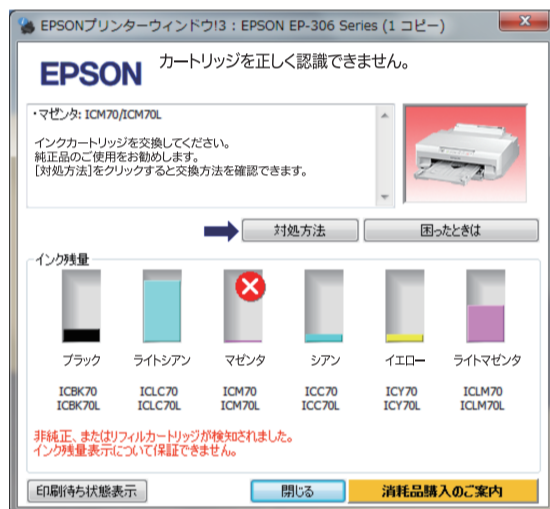 EPSONプリンターウィンドウ!3 : EPSON EP-306 Series (1 コピー)
EPSON
カートリッジを正しく認識できません。
・マゼンタ: ICM70/ICM70L
インクカートリッジを交換してください。
純正品のご使用をお勧めします。
[対処方法]をクリックすると交換方法を確認できます。
対処方法
困ったときは
インク残量
ブラック ライトシアン マゼンタ シアン イエロー ライトマゼンタ
ICBK70 ICLC70 ICM70 ICC70 ICY70 ICLM70
ICBK70L ICLC70L ICM70L ICC70L ICY70L ICLM70L
非純正、またはリフィルカートリッジが検知されました。
インク残量表示について保証できません。
印刷待ち状態表示
閉じる
消耗品購入のご案内